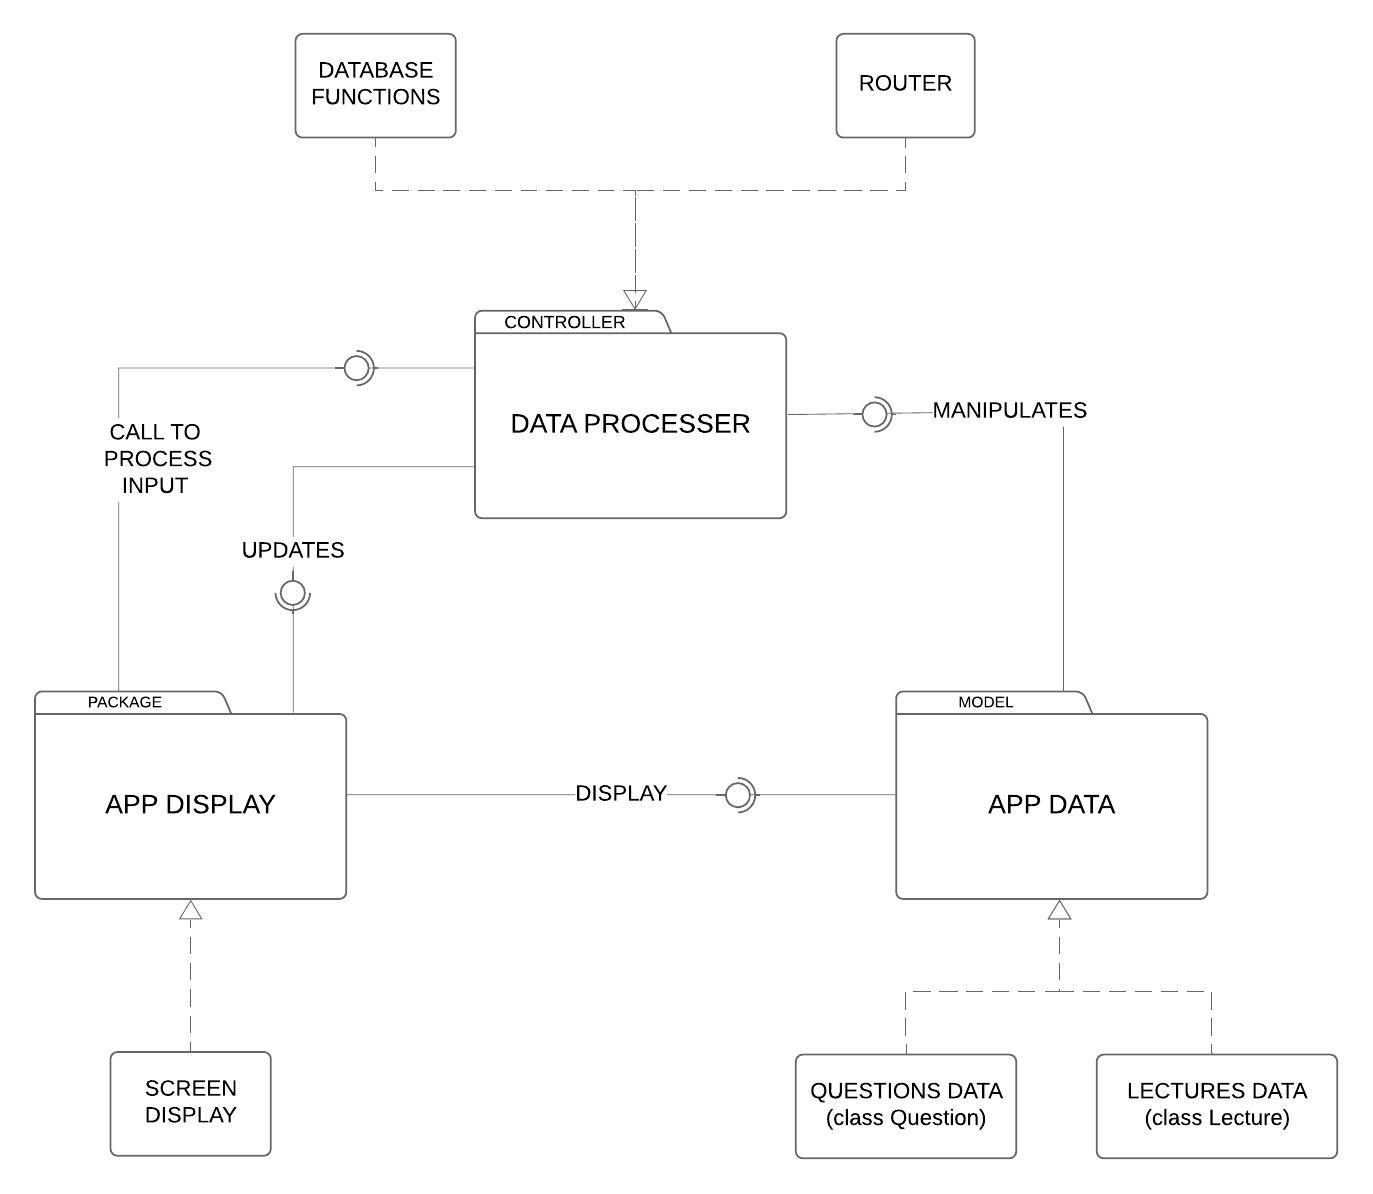 DATABASE
FUNCTIONS
ROUTER
CONTROLLER
DATA PROCESSER
MANIPULATES
CALL TO
PROCESS
INPUT
UPDATES
PACKAGE
APP DISPLAY
DISPLAY
MODEL
APP DATA
SCREEN
DISPLAY
QUESTIONS DATA
(class Question)
LECTURES DATA
(class Lecture)